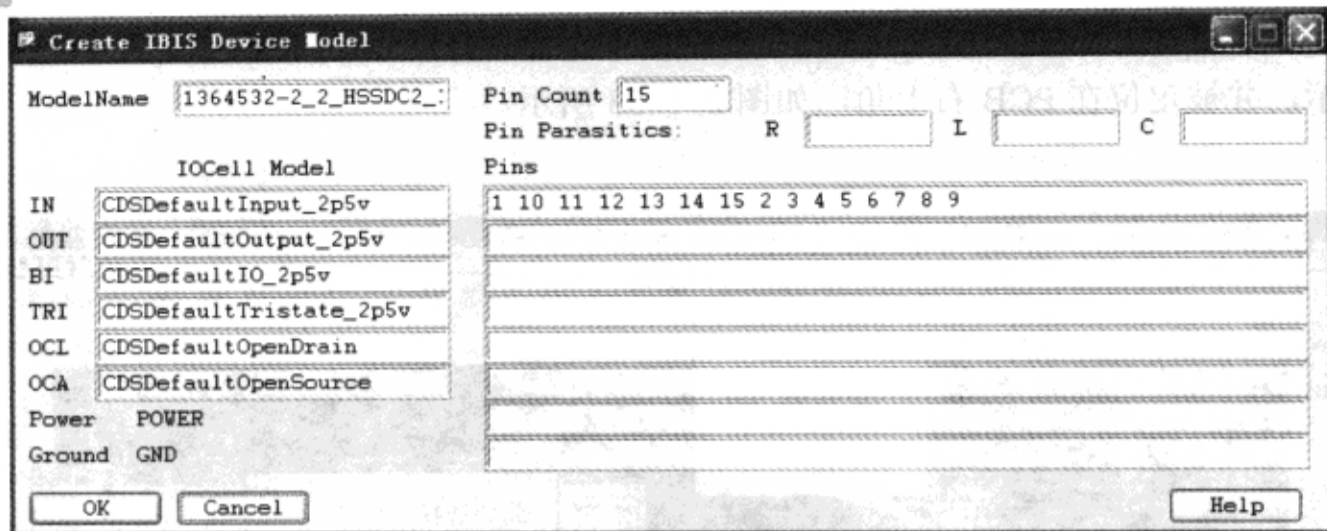 Create IBIS Device Model
ModelName 1364532-2_2_HSSDC2_ Pin Count 15
Pin Parasitics: R L C
IOCell Model Pins
IN CDSDefaultInput_2p5v 1 10 11 12 13 14 15 2 3 4 5 6 7 8 9
OUT CDSDefaultOutput_2p5v
BI CDSDefaultIO_2p5v
TRI CDSDefaultTristate_2p5v
OCL CDSDefaultOpenDrain
OCA CDSDefaultOpenSource
Power POWER
Ground GND
OK Cancel Help